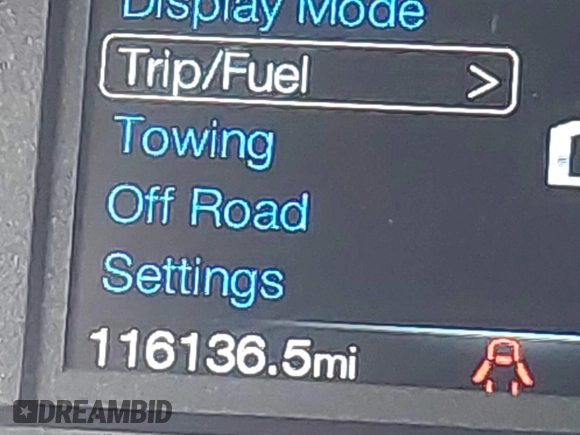 Display Mode
Trip/Fuel >
Towing
Off Road
Settings
116136.5mi
DREAMBID